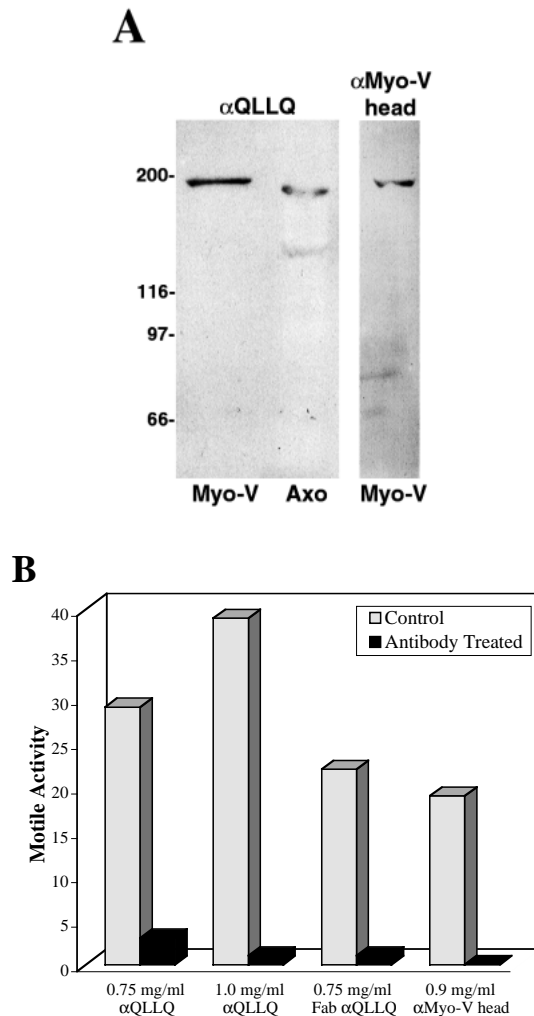 A
αQLLQ
αMyo-V
head
200-
116-
97-
66-
Myo-V Axo Myo-V
B
Control
Antibody Treated
Motile Activity
40
35
30
25
20
15
10
5
0
0.75 mg/ml
αQLLQ
1.0 mg/ml
αQLLQ
0.75 mg/ml
Fab αQLLQ
0.9 mg/ml
αMyo-V head